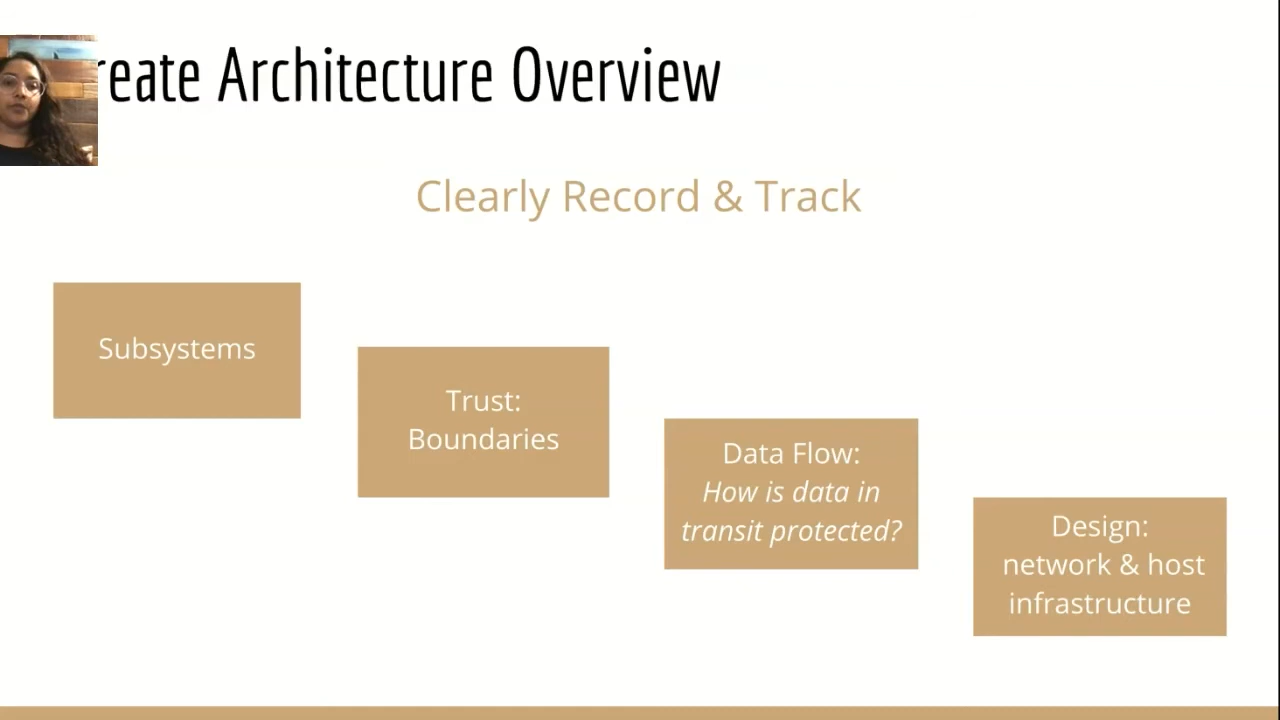 reate Architecture Overview
Clearly Record & Track
Subsystems
Trust:
Boundaries
Data Flow:
How is data in
transit protected?
Design:
network & host
infrastructure